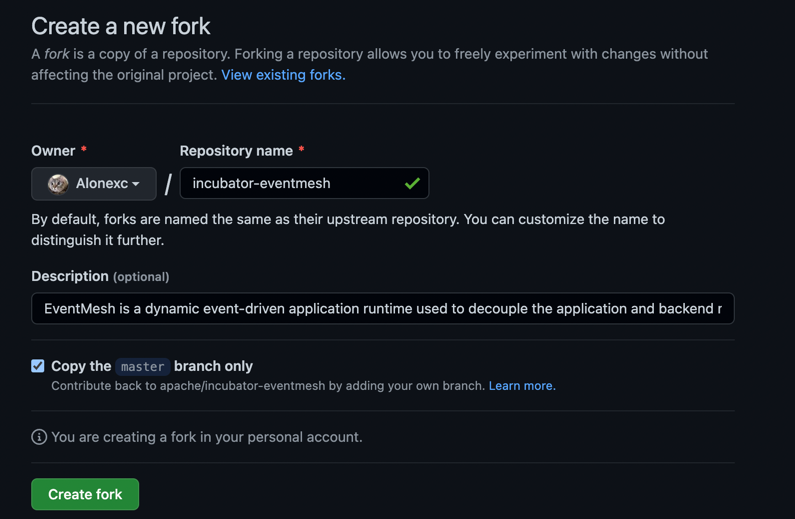 Create a new fork
A fork is a copy of a repository. Forking a repository allows you to freely experiment with changes without
affecting the original project. View existing forks.
Owner * Repository name *
Alonexc / incubator-eventmesh
By default, forks are named the same as their upstream repository. You can customize the name to
distinguish it further.
Description (optional)
EventMesh is a dynamic event-driven application runtime used to decouple the application and backend r
Copy the master branch only
Contribute back to apache/incubator-eventmesh by adding your own branch. Learn more.
You are creating a fork in your personal account.
Create fork